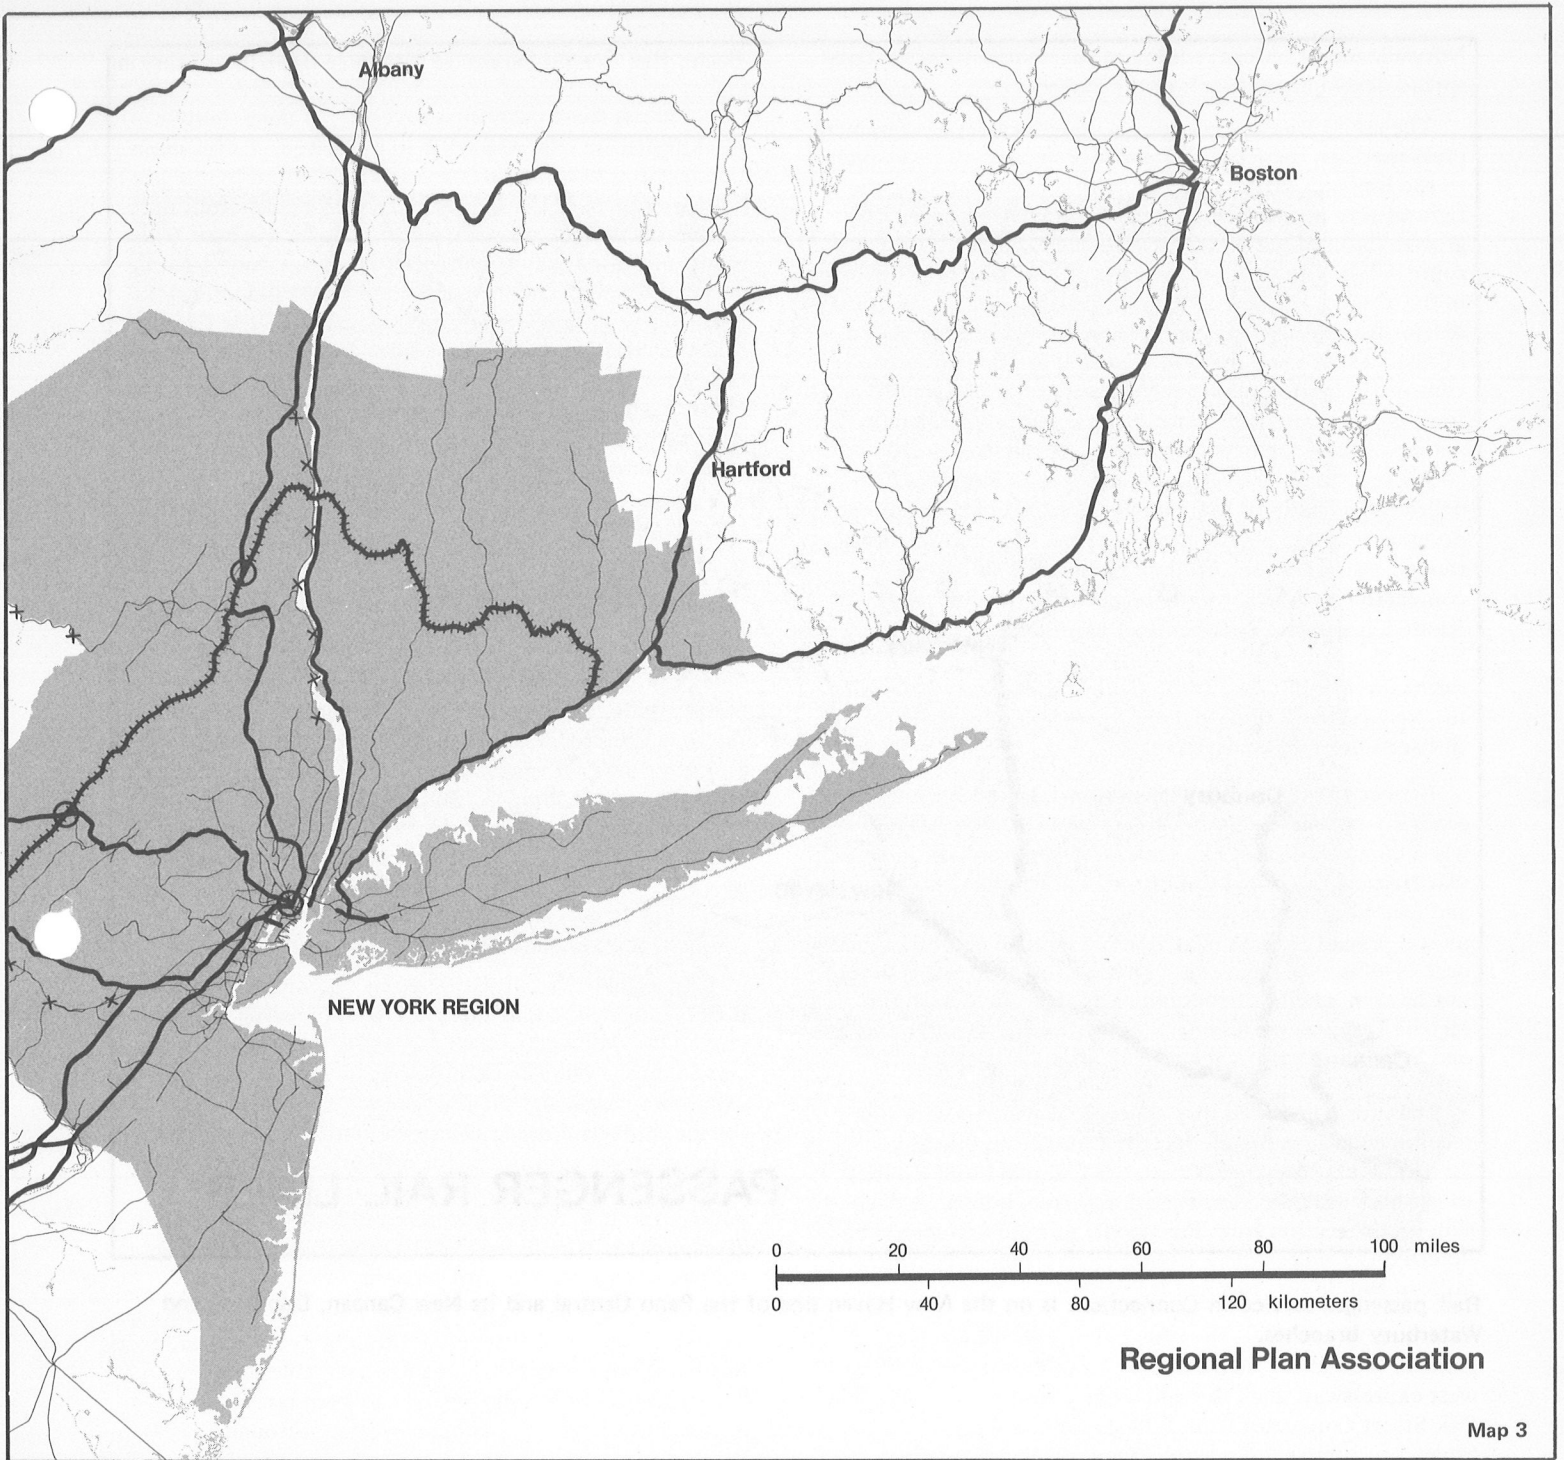 Albany
Boston
Hartford
NEW YORK REGION
0 20 40 60 80 100 miles
0 40 80 120 kilometers
Regional Plan Association
Map 3